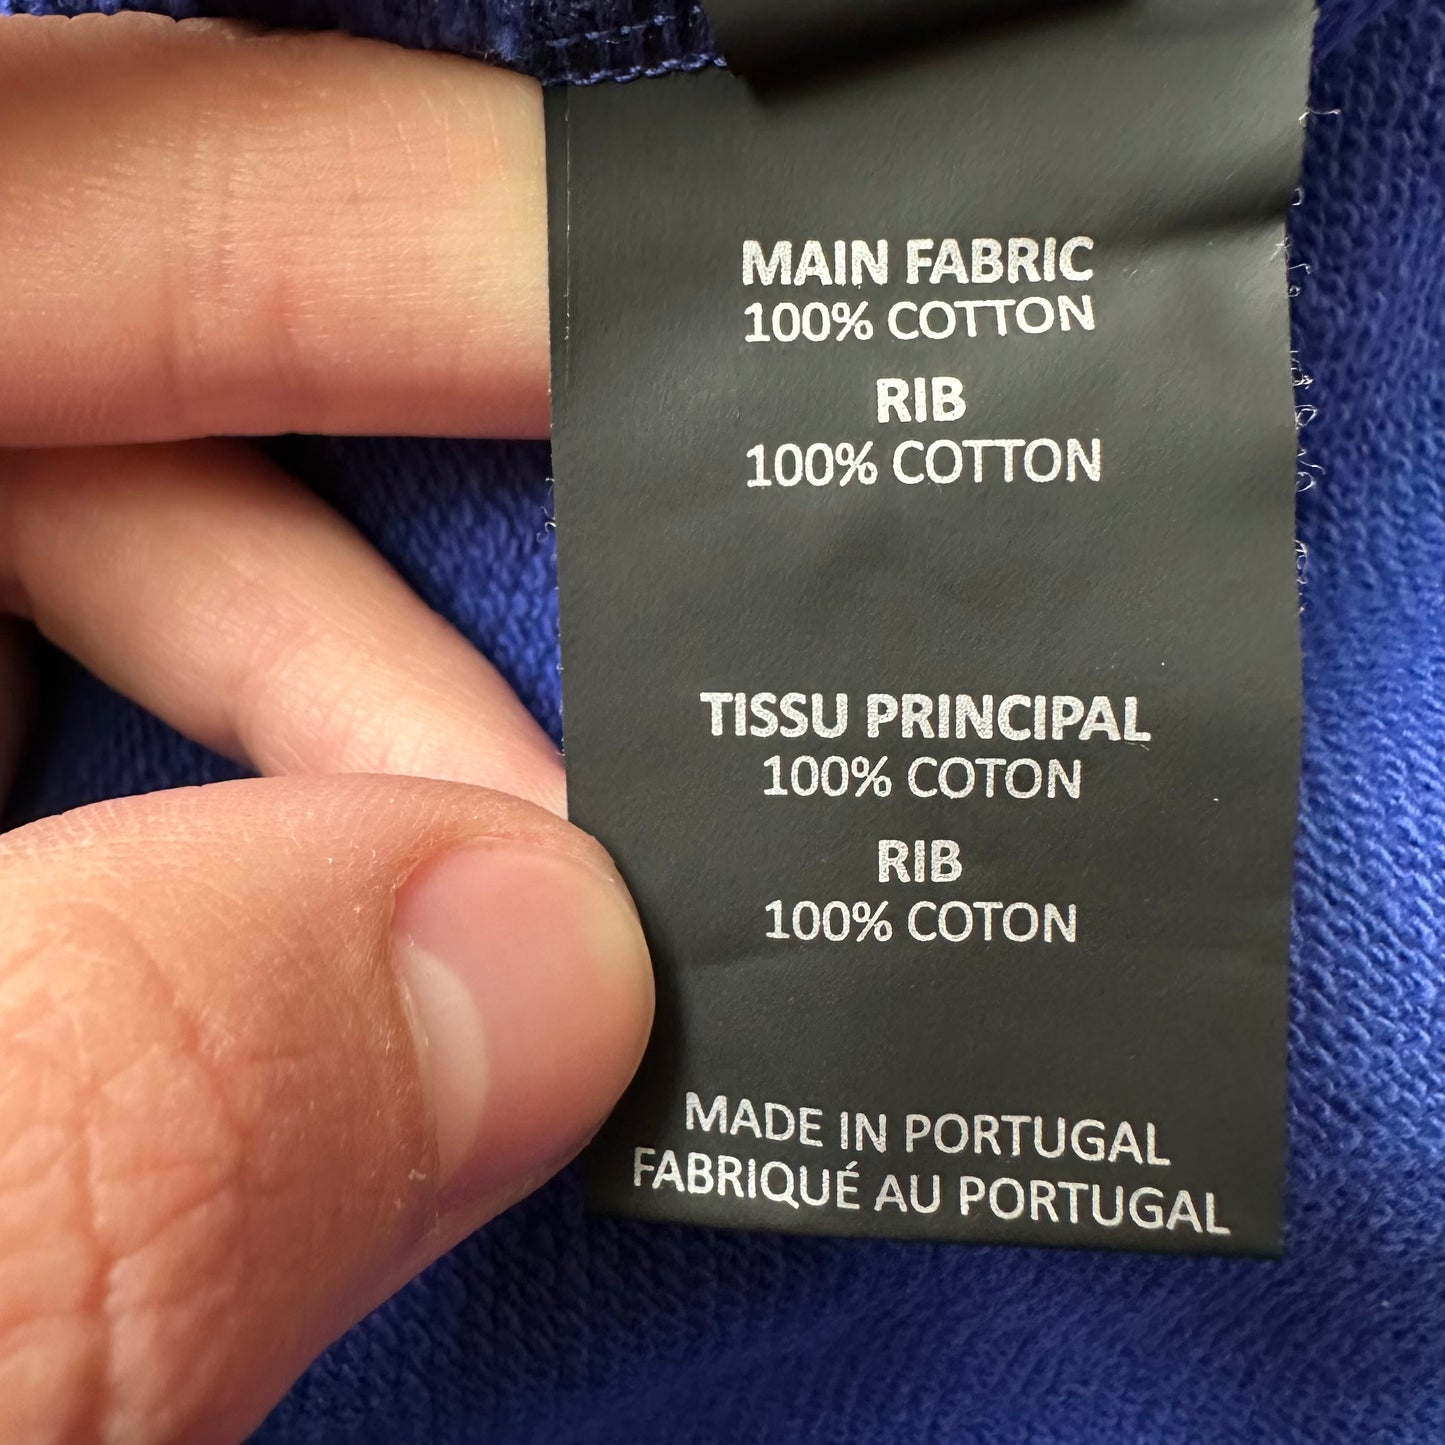 MAIN FABRIC
100% COTTON
RIB
100% COTTON
TISSU PRINCIPAL
100% COTON
RIB
100% COTON
MADE IN PORTUGAL
FABRIQUÉ AU PORTUGAL